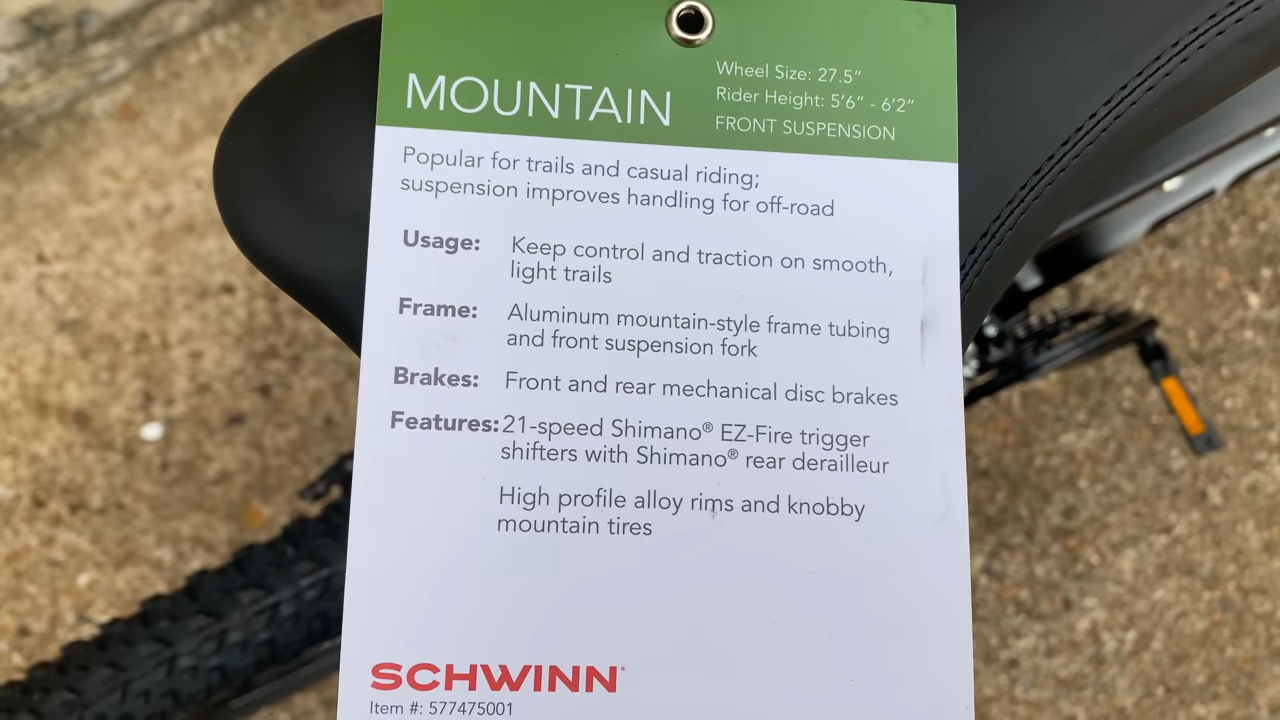 MOUNTAIN
Wheel Size: 27.5"
Rider Height: 5'6" - 6'2"
FRONT SUSPENSION
Popular for trails and casual riding;
suspension improves handling for off-road
Usage: Keep control and traction on smooth,
light trails
Frame: Aluminum mountain-style frame tubing
and front suspension fork
Brakes: Front and rear mechanical disc brakes
Features: 21-speed Shimano® EZ-Fire trigger
shifters with Shimano® rear derailleur
High profile alloy rims and knobby
mountain tires
SCHWINN®
Item #: 577475001